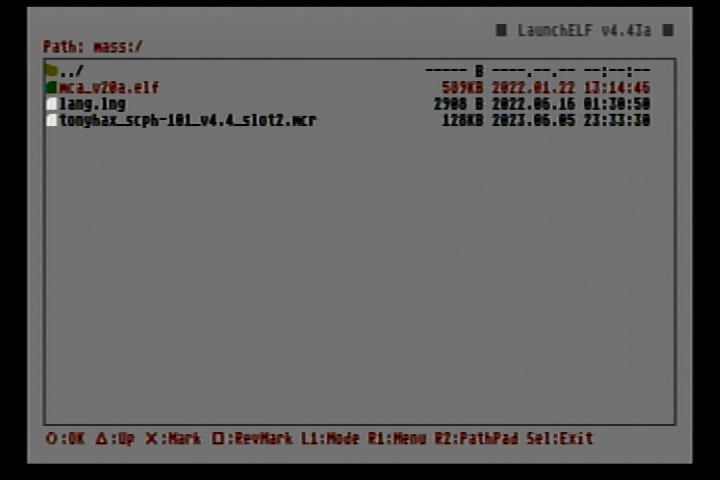 LaunchELF v4.43a
Path: mass:/
../ ----- B ----.--.-- --:--:--
mca_v20a.elf 589KB 2022.01.22 13:14:46
lang.lng 2908 B 2022.06.16 01:30:50
tonyhax_scph-101_v4.4_slot2.mcr 128KB 2023.06.05 23:33:30
○:OK △:Up X:Mark □:RevMark L1:Mode R1:Menu R2:PathPad Sel:Exit